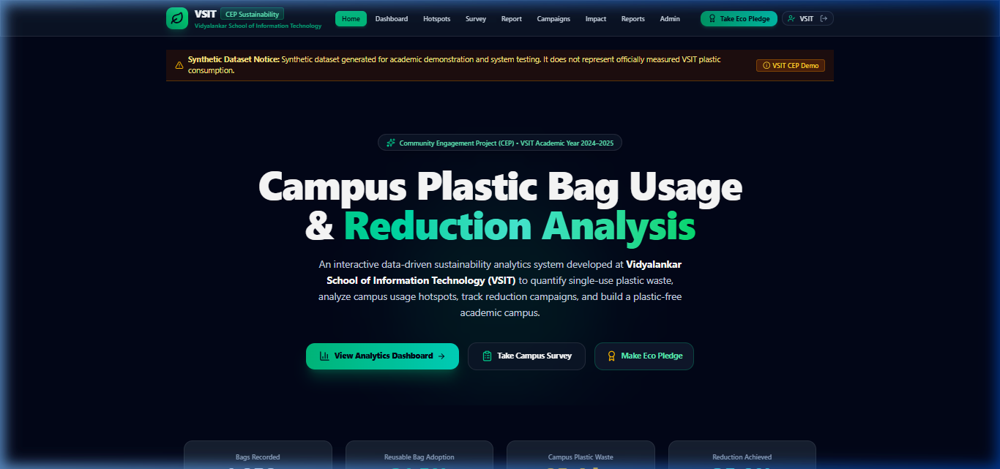 VSIT CEP Sustainability
Vidyalankar School of Information Technology
Home Dashboard Hotspots Survey Report Campaigns Impact Reports Admin
Take Eco Pledge VSIT
Synthetic Dataset Notice: Synthetic dataset generated for academic demonstration and system testing. It does not represent officially measured VSIT plastic
consumption.
VSIT CEP Demo
Community Engagement Project (CEP) • VSIT Academic Year 2024–2025
Campus Plastic Bag Usage
& Reduction Analysis
An interactive data-driven sustainability analytics system developed at Vidyalankar
School of Information Technology (VSIT) to quantify single-use plastic waste,
analyze campus usage hotspots, track reduction campaigns, and build a plastic-free
academic campus.
View Analytics Dashboard → Take Campus Survey Make Eco Pledge
Bags Recorded Reusable Bag Adoption Campus Plastic Waste Reduction Achieved